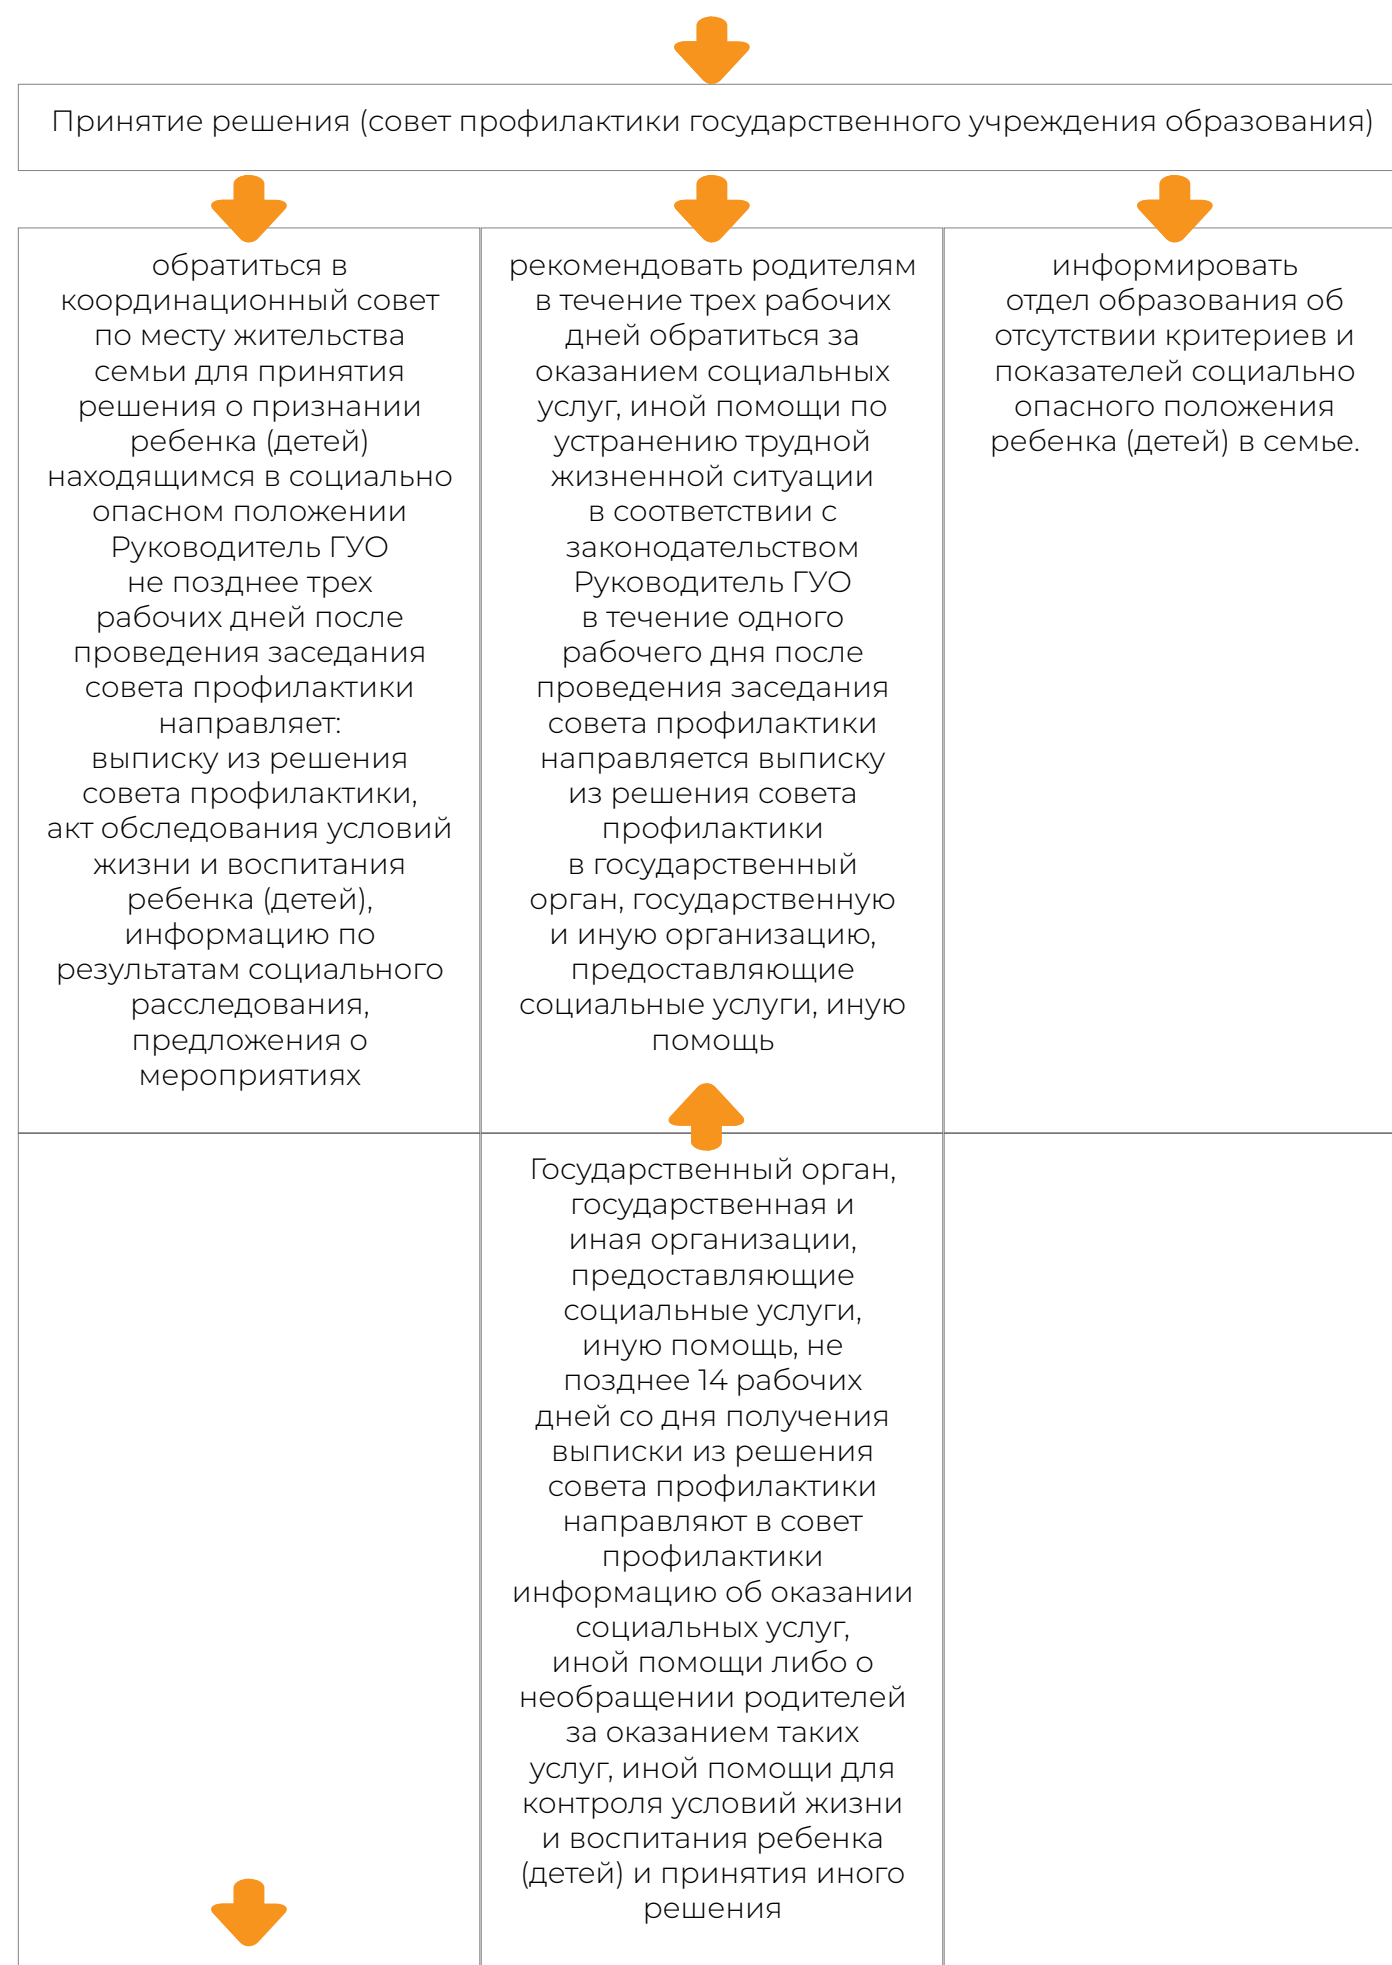 Принятие решения (совет профилактики государственного учреждения образования)
обратиться в
координационный совет
по месту жительства
семьи для принятия
решения о признании
ребенка (детей)
находящимся в социально
опасном положении
Руководитель ГУО
не позднее трех
рабочих дней после
проведения заседания
совета профилактики
направляет:
выписку из решения
совета профилактики,
акт обследования условий
жизни и воспитания
ребенка (детей),
информацию по
результатам социального
расследования,
предложения о
мероприятиях
рекомендовать родителям
в течение трех рабочих
дней обратиться за
оказанием социальных
услуг, иной помощи по
устранению трудной
жизненной ситуации
в соответствии с
законодательством
Руководитель ГУО
в течение одного
рабочего дня после
проведения заседания
совета профилактики
направляется выписку
из решения совета
профилактики
в государственный
орган, государственную
и иную организацию,
предоставляющие
социальные услуги, иную
помощь
информировать
отдел образования об
отсутствии критериев и
показателей социально
опасного положения
ребенка (детей) в семье.
Государственный орган,
государственная и
иная организации,
предоставляющие
социальные услуги,
иную помощь, не
позднее 14 рабочих
дней со дня получения
выписки из решения
совета профилактики
направляют в совет
профилактики
информацию об оказании
социальных услуг,
иной помощи либо о
необращении родителей
за оказанием таких
услуг, иной помощи для
контроля условий жизни
и воспитания ребенка
(детей) и принятия иного
решения